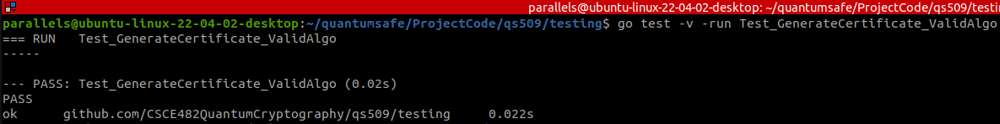 parallels@ubuntu-linux-22-04-02-desktop: ~/quantumsafe/ProjectCode/qs509/testin
parallels@ubuntu-linux-22-04-02-desktop:~/quantumsafe/ProjectCode/qs509/testing$ go test -v -run Test_GenerateCertificate_ValidAlgo
=== RUN   Test_GenerateCertificate_ValidAlgo
-----
--- PASS: Test_GenerateCertificate_ValidAlgo (0.02s)
PASS
ok      github.com/CSCE482QuantumCryptography/qs509/testing     0.022s